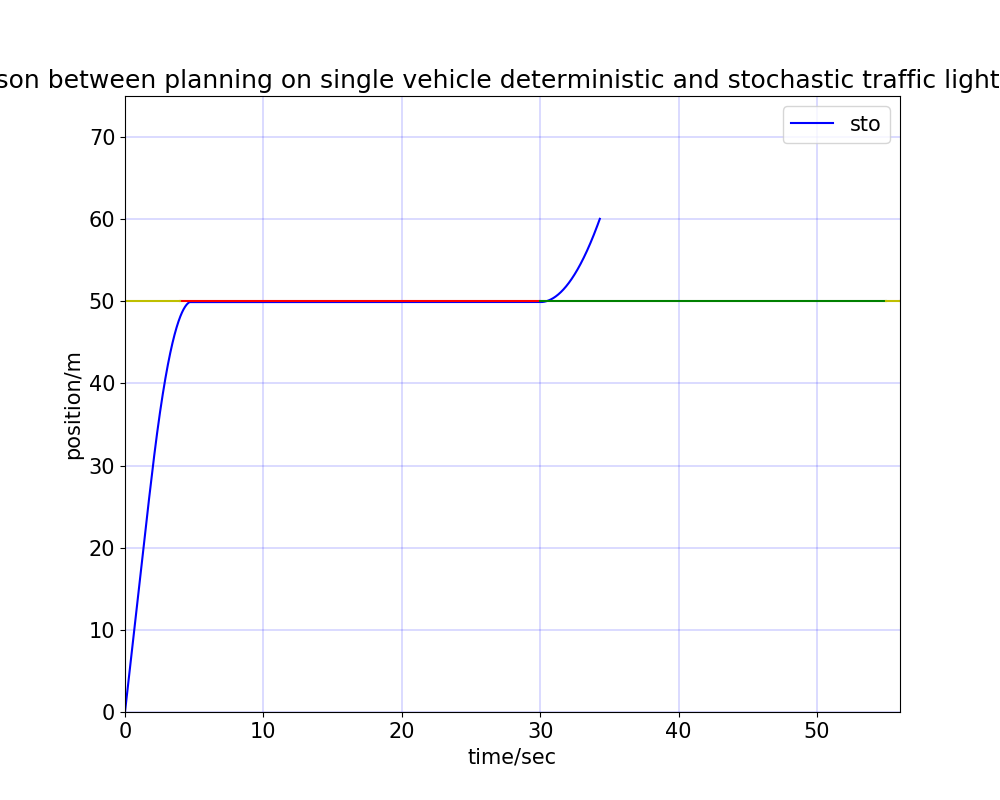 son between planning on single vehicle deterministic and stochastic traffic light
sto
70
60
50
40
30
20
10
0
position/m
0 10 20 30 40 50
time/sec